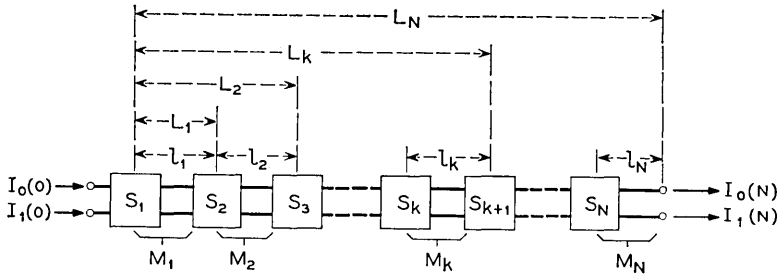 L_N
L_k
L_2
L_1
l_1 l_2 l_k l_N
I_0(0) I_0(N)
S_1 S_2 S_3 S_k S_{k+1} S_N
I_1(0) I_1(N)
M_1 M_2 M_k M_N